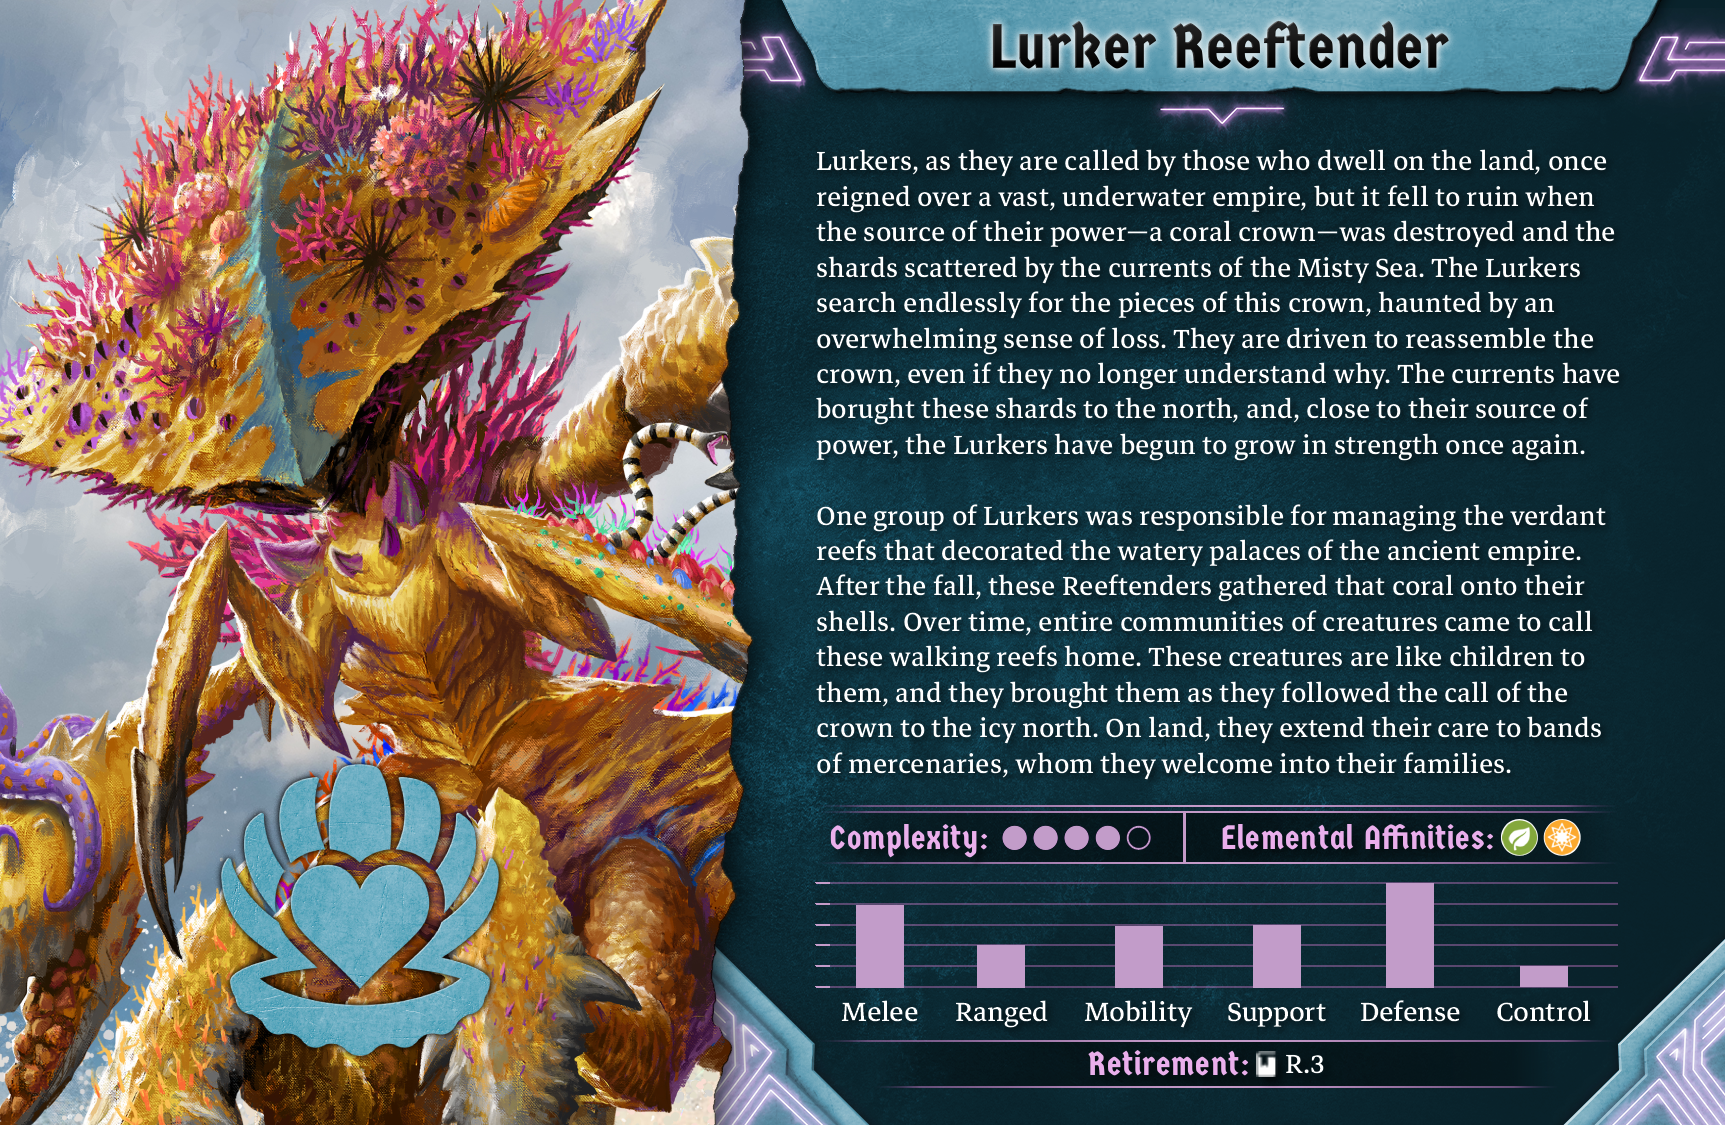 Lurker Reeftender
Lurkers, as they are called by those who dwell on the land, once
reigned over a vast, underwater empire, but it fell to ruin when
the source of their power—a coral crown—was destroyed and the
shards scattered by the currents of the Misty Sea. The Lurkers
search endlessly for the pieces of this crown, haunted by an
overwhelming sense of loss. They are driven to reassemble the
crown, even if they no longer understand why. The currents have
borught these shards to the north, and, close to their source of
power, the Lurkers have begun to grow in strength once again.
One group of Lurkers was responsible for managing the verdant
reefs that decorated the watery palaces of the ancient empire.
After the fall, these Reeftenders gathered that coral onto their
shells. Over time, entire communities of creatures came to call
these walking reefs home. These creatures are like children to
them, and they brought them as they followed the call of the
crown to the icy north. On land, they extend their care to bands
of mercenaries, whom they welcome into their families.
Complexity: Elemental Affinities:
Melee Ranged Mobility Support Defense Control
Retirement: R.3